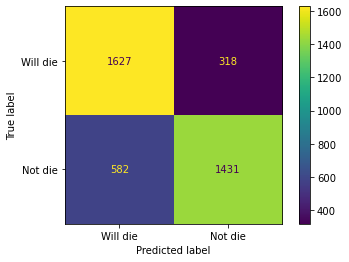 Will die
1627
318
Not die
582
1431
Will die
Not die
True label
Predicted label
1600
1400
1200
1000
800
600
400